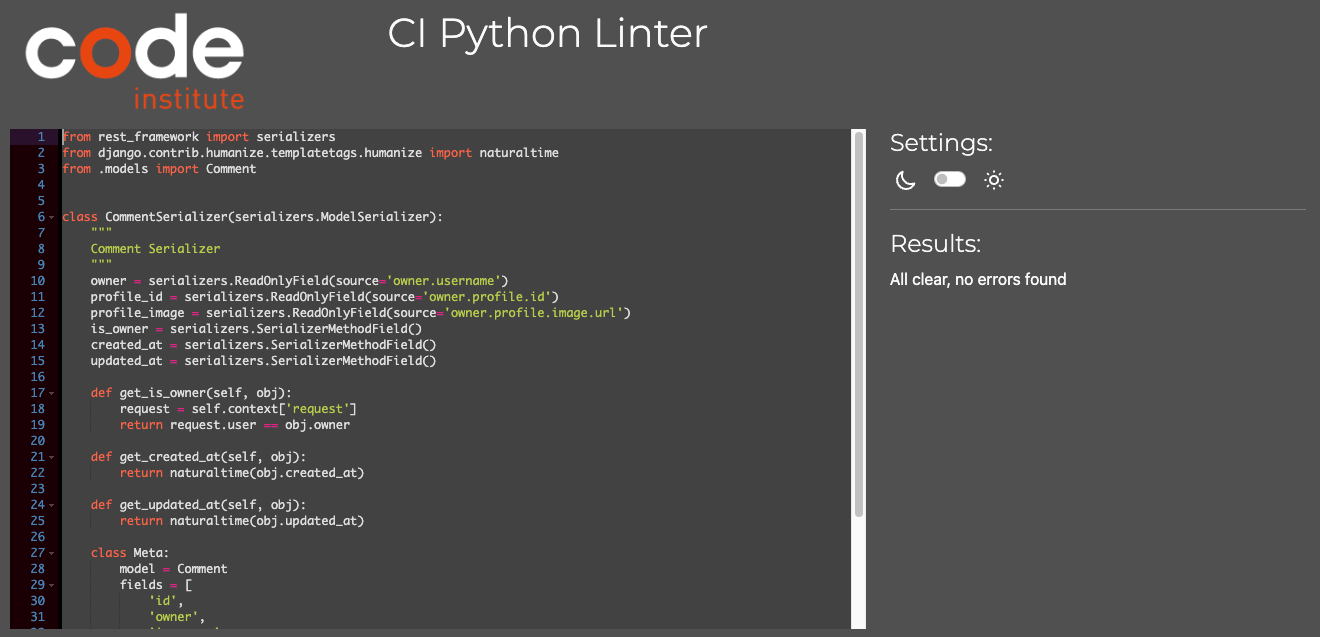 code
institute
CI Python Linter
1 from rest_framework import serializers
2 from django.contrib.humanize.templatetags.humanize import naturaltime
3 from .models import Comment
4
5
6 class CommentSerializer(serializers.ModelSerializer):
7     """
8     Comment Serializer
9     """
10     owner = serializers.ReadOnlyField(source='owner.username')
11     profile_id = serializers.ReadOnlyField(source='owner.profile.id')
12     profile_image = serializers.ReadOnlyField(source='owner.profile.image.url')
13     is_owner = serializers.SerializerMethodField()
14     created_at = serializers.SerializerMethodField()
15     updated_at = serializers.SerializerMethodField()
16
17     def get_is_owner(self, obj):
18         request = self.context['request']
19         return request.user == obj.owner
20
21     def get_created_at(self, obj):
22         return naturaltime(obj.created_at)
23
24     def get_updated_at(self, obj):
25         return naturaltime(obj.updated_at)
26
27     class Meta:
28         model = Comment
29         fields = [
30             'id',
31             'owner',
Settings:
Results:
All clear, no errors found